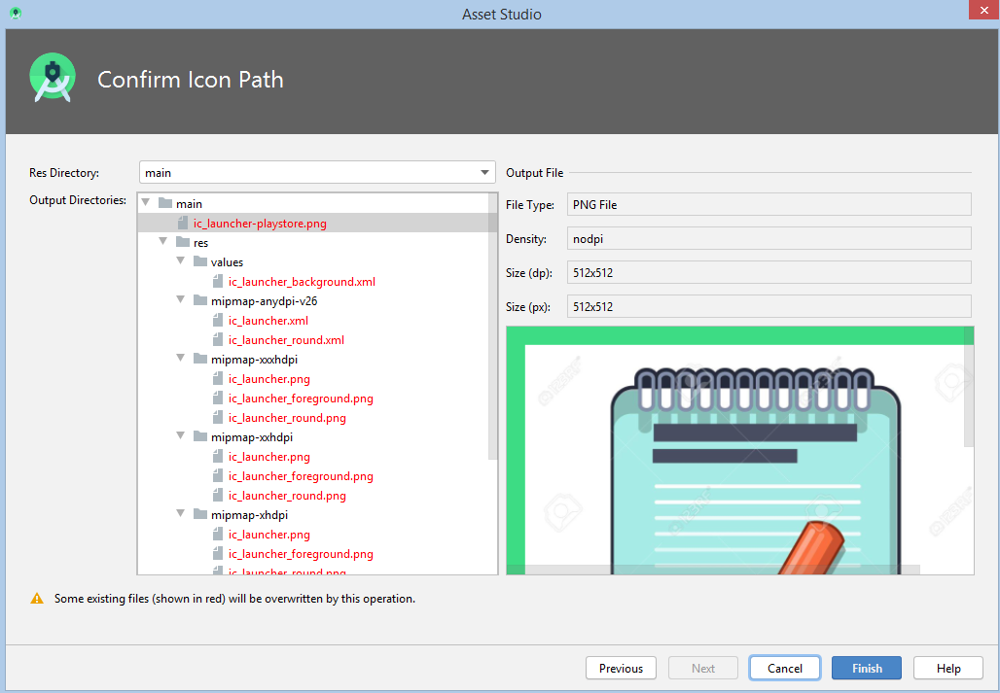 Asset Studio
Confirm Icon Path
Res Directory:
main
Output Directories:
main
ic_launcher-playstore.png
res
values
ic_launcher_background.xml
mipmap-anydpi-v26
ic_launcher.xml
ic_launcher_round.xml
mipmap-xxxhdpi
ic_launcher.png
ic_launcher_foreground.png
ic_launcher_round.png
mipmap-xxhdpi
ic_launcher.png
ic_launcher_foreground.png
ic_launcher_round.png
mipmap-xhdpi
ic_launcher.png
ic_launcher_foreground.png
ic_launcher_round.png
Output File
File Type:
PNG File
Density:
nodpi
Size (dp):
512x512
Size (px):
512x512
Some existing files (shown in red) will be overwritten by this operation.
Previous
Next
Cancel
Finish
Help